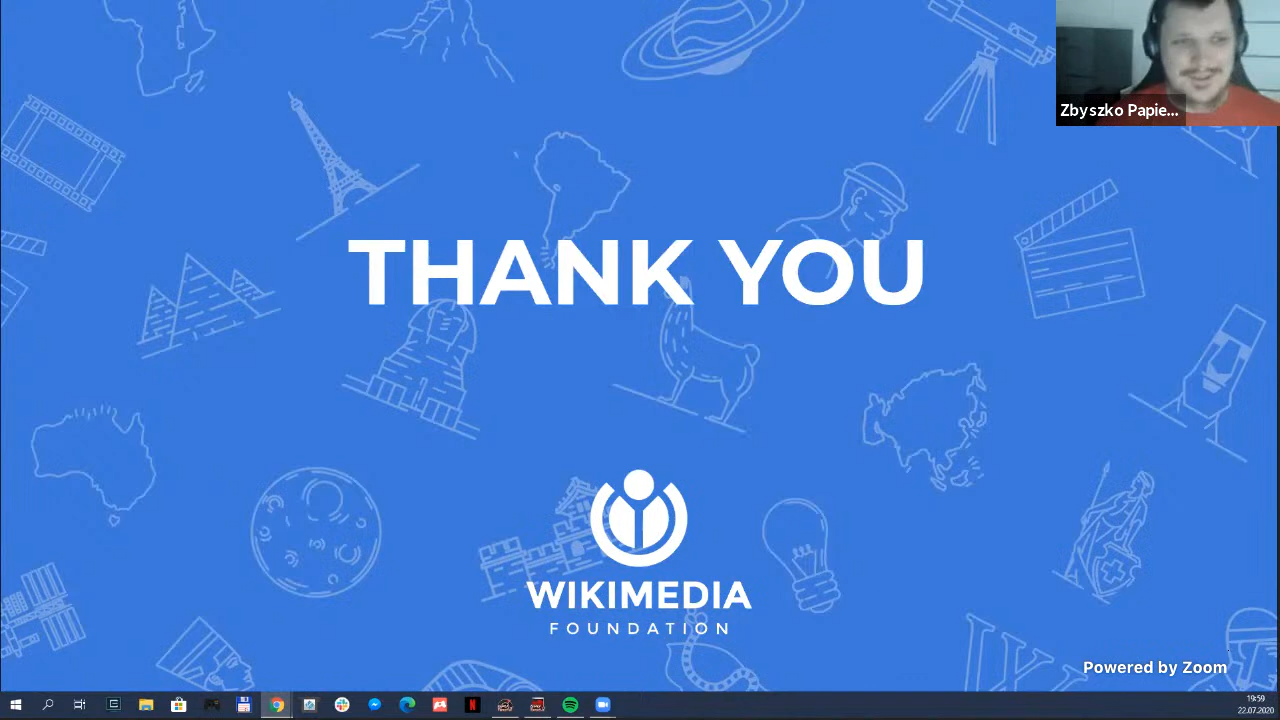 Zbyszko Papie...
THANK YOU
WIKIMEDIA
FOUNDATION
Powered by Zoom
19:59
22.07.2020